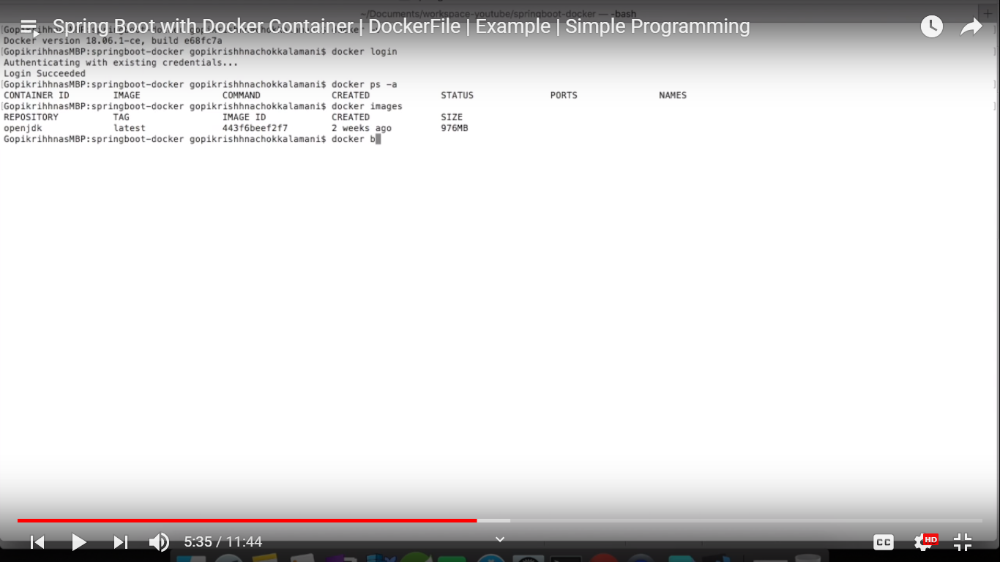 ~/Documents/workspace-youtube/springboot-docker — -bash
Spring Boot with Docker Container | DockerFile | Example | Simple Programming
Docker version 18.06.1-ce, build e68fc7a
[GopikrihhnasMBP:springboot-docker gopikrishhnachokkalamani$ docker login ]
Authenticating with existing credentials...
Login Succeeded
[GopikrihhnasMBP:springboot-docker gopikrishhnachokkalamani$ docker ps -a ]
CONTAINER ID IMAGE COMMAND CREATED STATUS PORTS NAMES
[GopikrihhnasMBP:springboot-docker gopikrishhnachokkalamani$ docker images ]
REPOSITORY TAG IMAGE ID CREATED SIZE
openjdk latest 443f6beef2f7 2 weeks ago 976MB
GopikrihhnasMBP:springboot-docker gopikrishhnachokkalamani$ docker b
5:35 / 11:44 CC HD